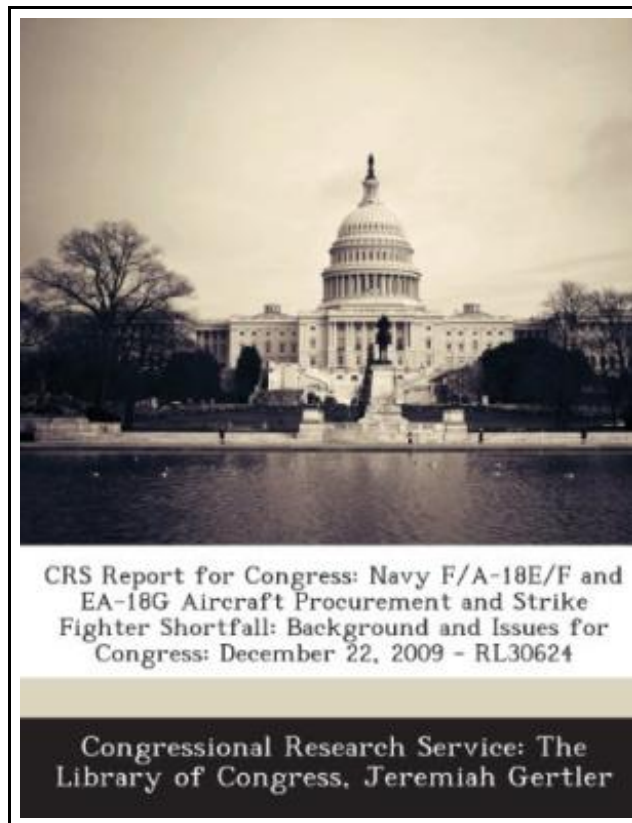 CRS Report for Congress: Navy F/A-18E/F and
EA-18G Aircraft Procurement and Strike
Fighter Shortfall: Background and Issues for
Congress: December 22, 2009 - RL30624
Congressional Research Service: The
Library of Congress, Jeremiah Gertler